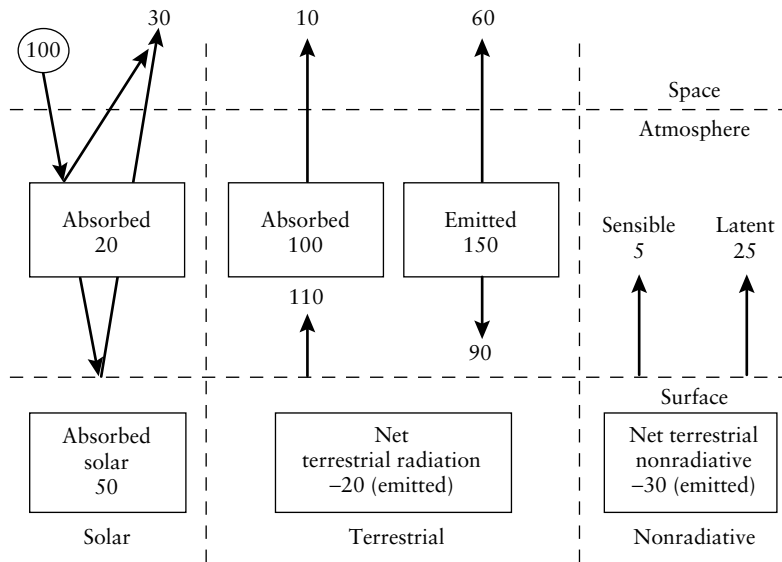 30
10
60
100
Space
Atmosphere
Absorbed
20
Absorbed
100
Emitted
150
Sensible
5
Latent
25
110
90
Surface
Absorbed
solar
50
Net
terrestrial radiation
–20 (emitted)
Net terrestrial
nonradiative
–30 (emitted)
Solar
Terrestrial
Nonradiative